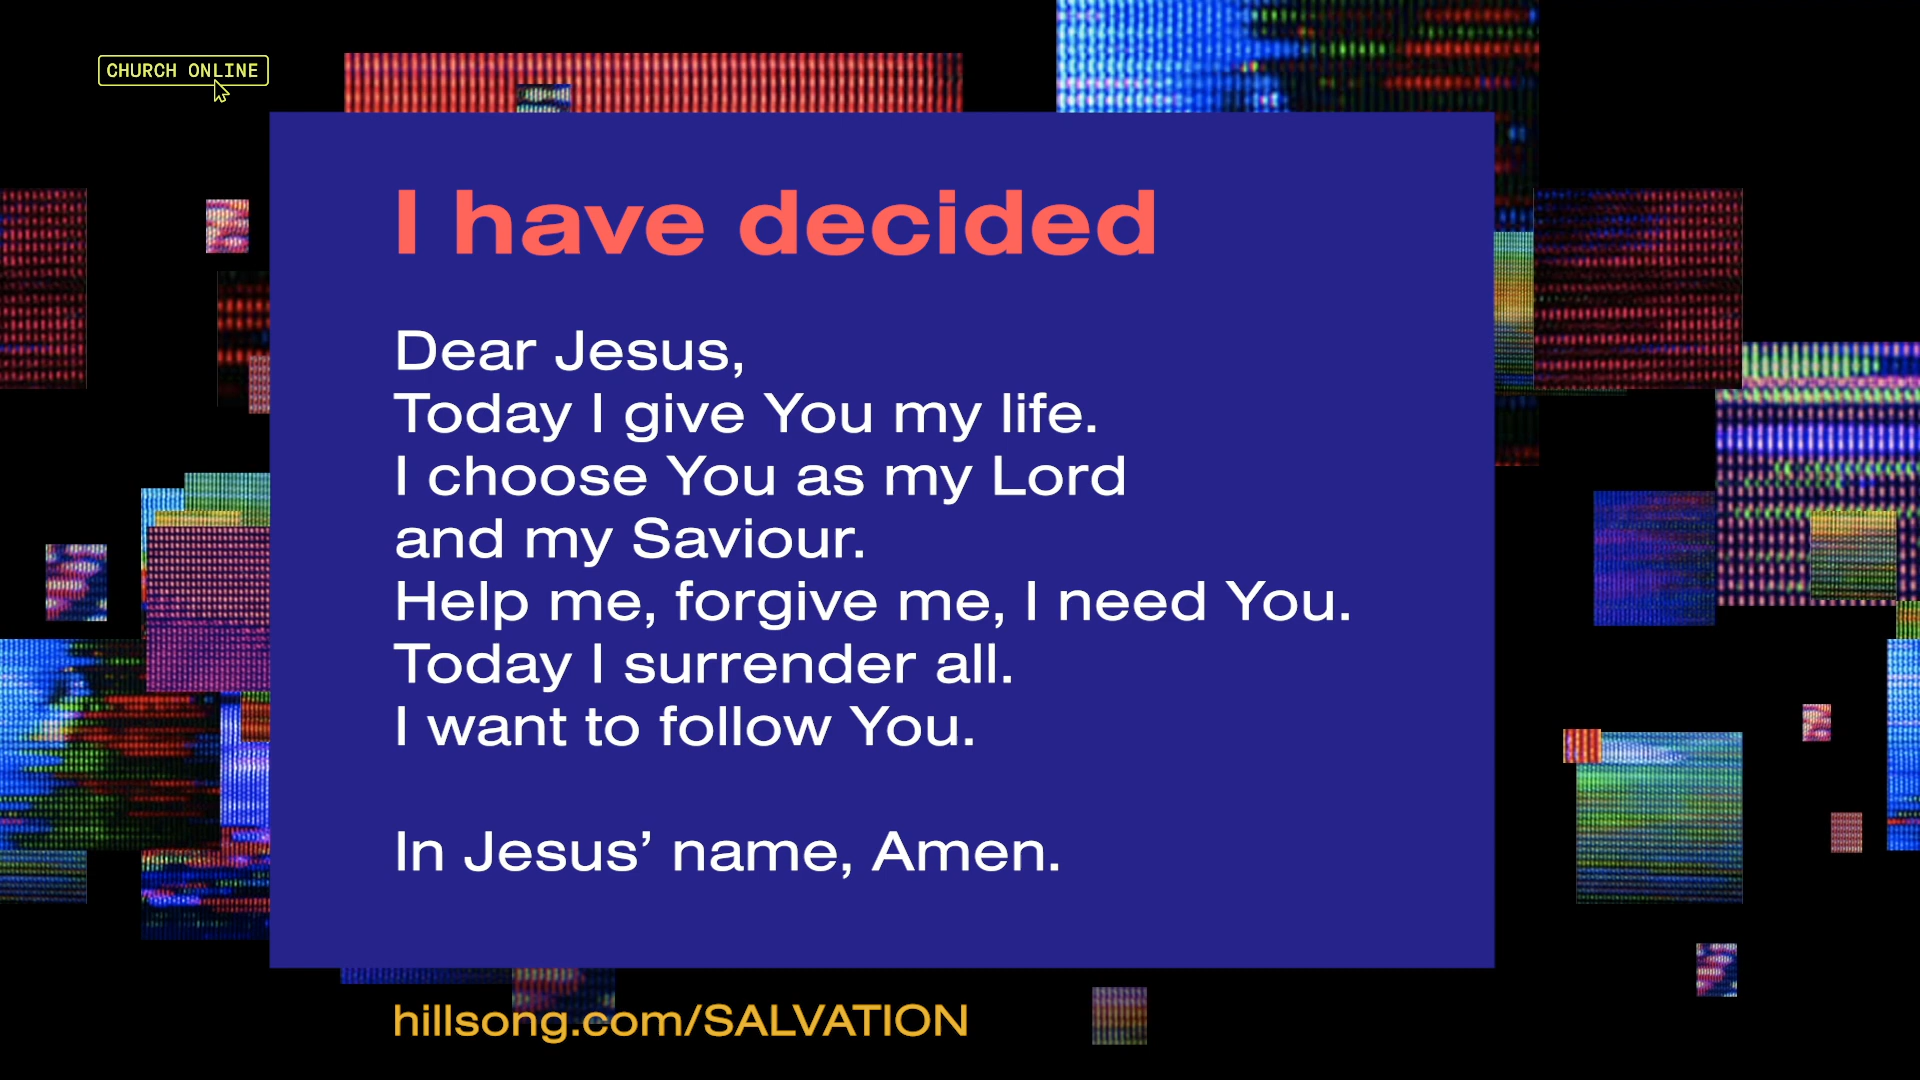 CHURCH ONLINE
I have decided
Dear Jesus,
Today I give You my life.
I choose You as my Lord
and my Saviour.
Help me, forgive me, I need You.
Today I surrender all.
I want to follow You.
In Jesus’ name, Amen.
hillsong.com/SALVATION